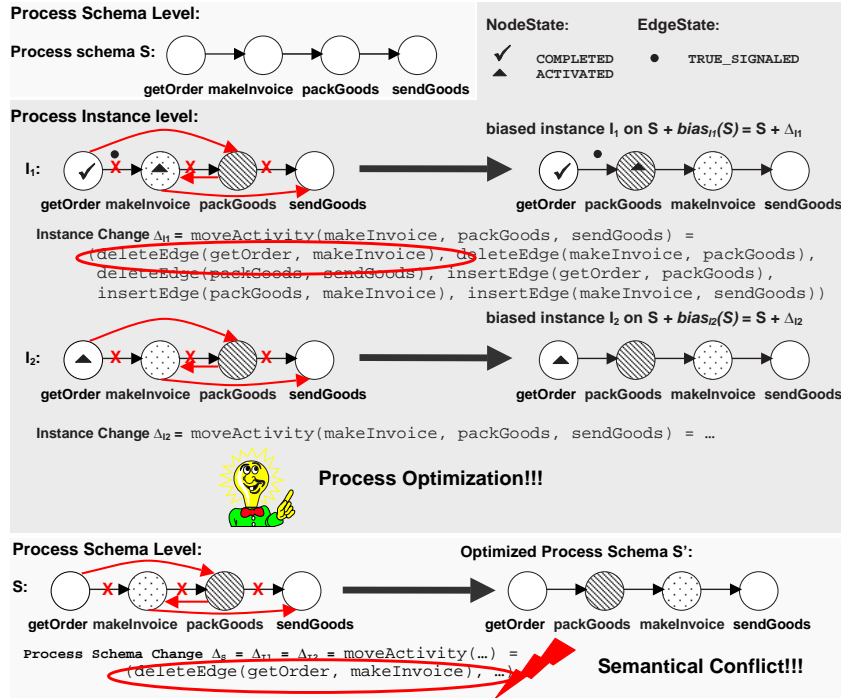 Process Schema Level:
NodeState: EdgeState:
Process schema S:
COMPLETED TRUE_SIGNALED
ACTIVATED
getOrder makeInvoice packGoods sendGoods
Process Instance level:
biased instance I1 on S + biasI1(S) = S + ΔI1
I1: X X X
getOrder makeInvoice packGoods sendGoods getOrder packGoods makeInvoice sendGoods
Instance Change ΔI1 = moveActivity(makeInvoice, packGoods, sendGoods) =
(deleteEdge(getOrder, makeInvoice), deleteEdge(makeInvoice, packGoods),
deleteEdge(packGoods, sendGoods), insertEdge(getOrder, packGoods),
insertEdge(packGoods, makeInvoice), insertEdge(makeInvoice, sendGoods))
biased instance I2 on S + biasI2(S) = S + ΔI2
I2: X X X
getOrder makeInvoice packGoods sendGoods getOrder packGoods makeInvoice sendGoods
Instance Change ΔI2 = moveActivity(makeInvoice, packGoods, sendGoods) = …
Process Optimization!!!
Process Schema Level:
Optimized Process Schema S’:
S: X X X
getOrder makeInvoice packGoods sendGoods getOrder packGoods makeInvoice sendGoods
Process Schema Change ΔS = ΔI1 = ΔI2 = moveActivity(…) =
(deleteEdge(getOrder, makeInvoice), …)
Semantical Conflict!!!